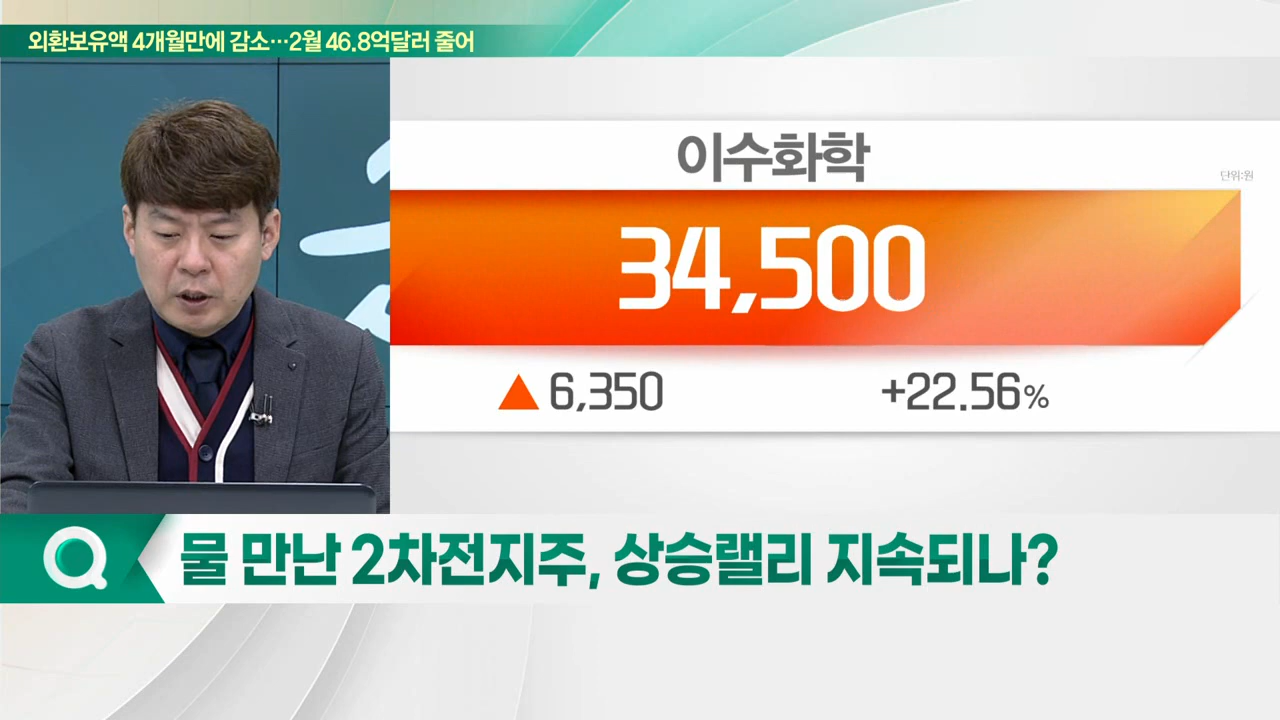 외환보유액 4개월만에 감소…2월 46.8억달러 줄어
이수화학
단위:원
34,500
▲ 6,350 +22.56%
물 만난 2차전지주, 상승랠리 지속되나?